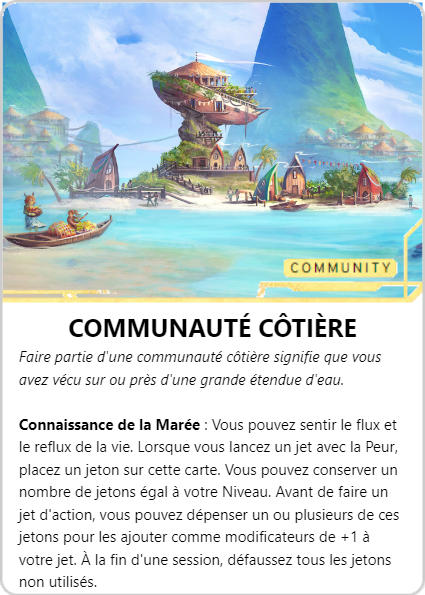 COMMUNITY
COMMUNAUTÉ CÔTIÈRE
Faire partie d'une communauté côtière signifie que vous
avez vécu sur ou près d'une grande étendue d'eau.
Connaissance de la Marée : Vous pouvez sentir le flux et
le reflux de la vie. Lorsque vous lancez un jet avec la Peur,
placez un jeton sur cette carte. Vous pouvez conserver un
nombre de jetons égal à votre Niveau. Avant de faire un
jet d'action, vous pouvez dépenser un ou plusieurs de ces
jetons pour les ajouter comme modificateurs de +1 à
votre jet. À la fin d'une session, défaussez tous les jetons
non utilisés.